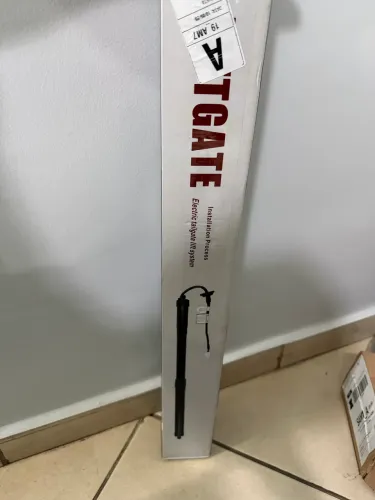 19 AM7
A
TGATE
Installation Process
Electric tailgate lift system